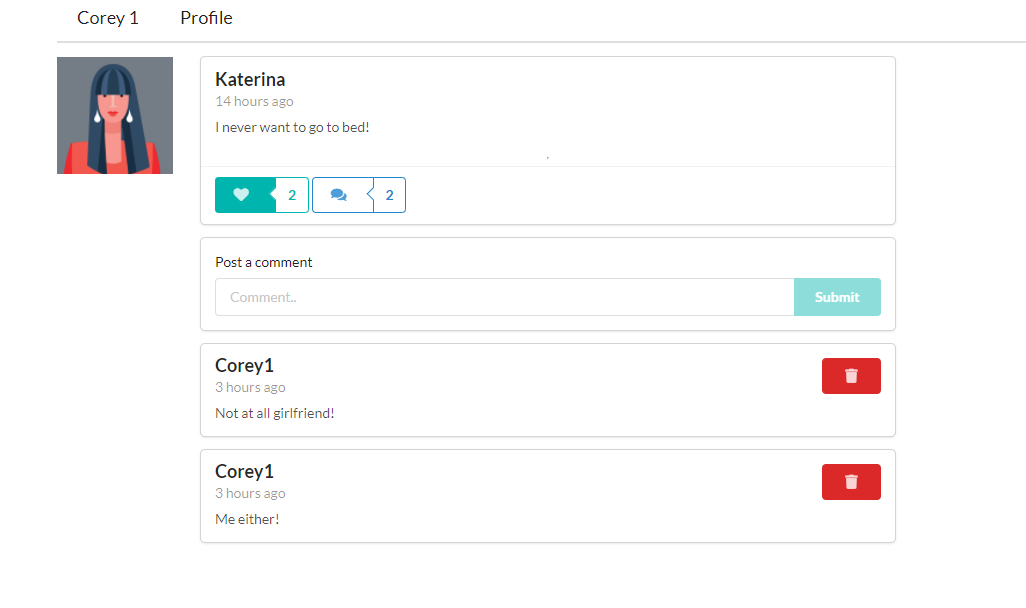 Corey 1 Profile
Katerina
14 hours ago
I never want to go to bed!
.
2 2
Post a comment
Comment..
Submit
Corey1
3 hours ago
Not at all girlfriend!
Corey1
3 hours ago
Me either!